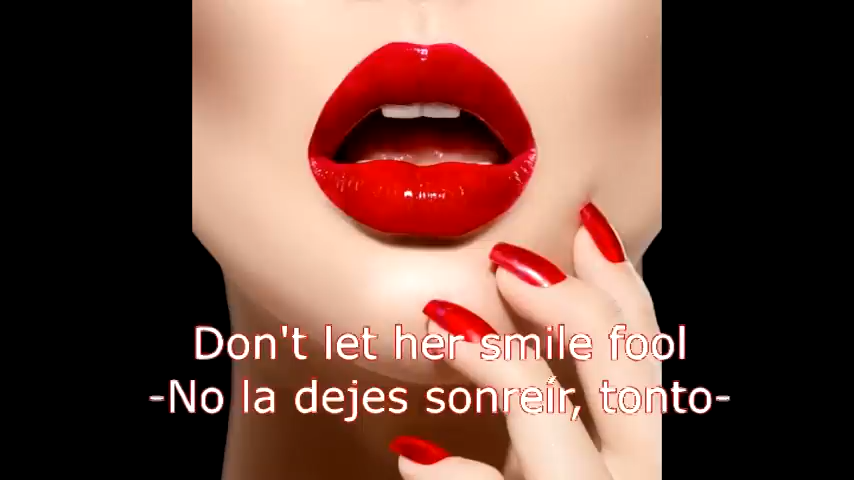 Don't let her smile fool
-No la dejes sonreír, tonto-